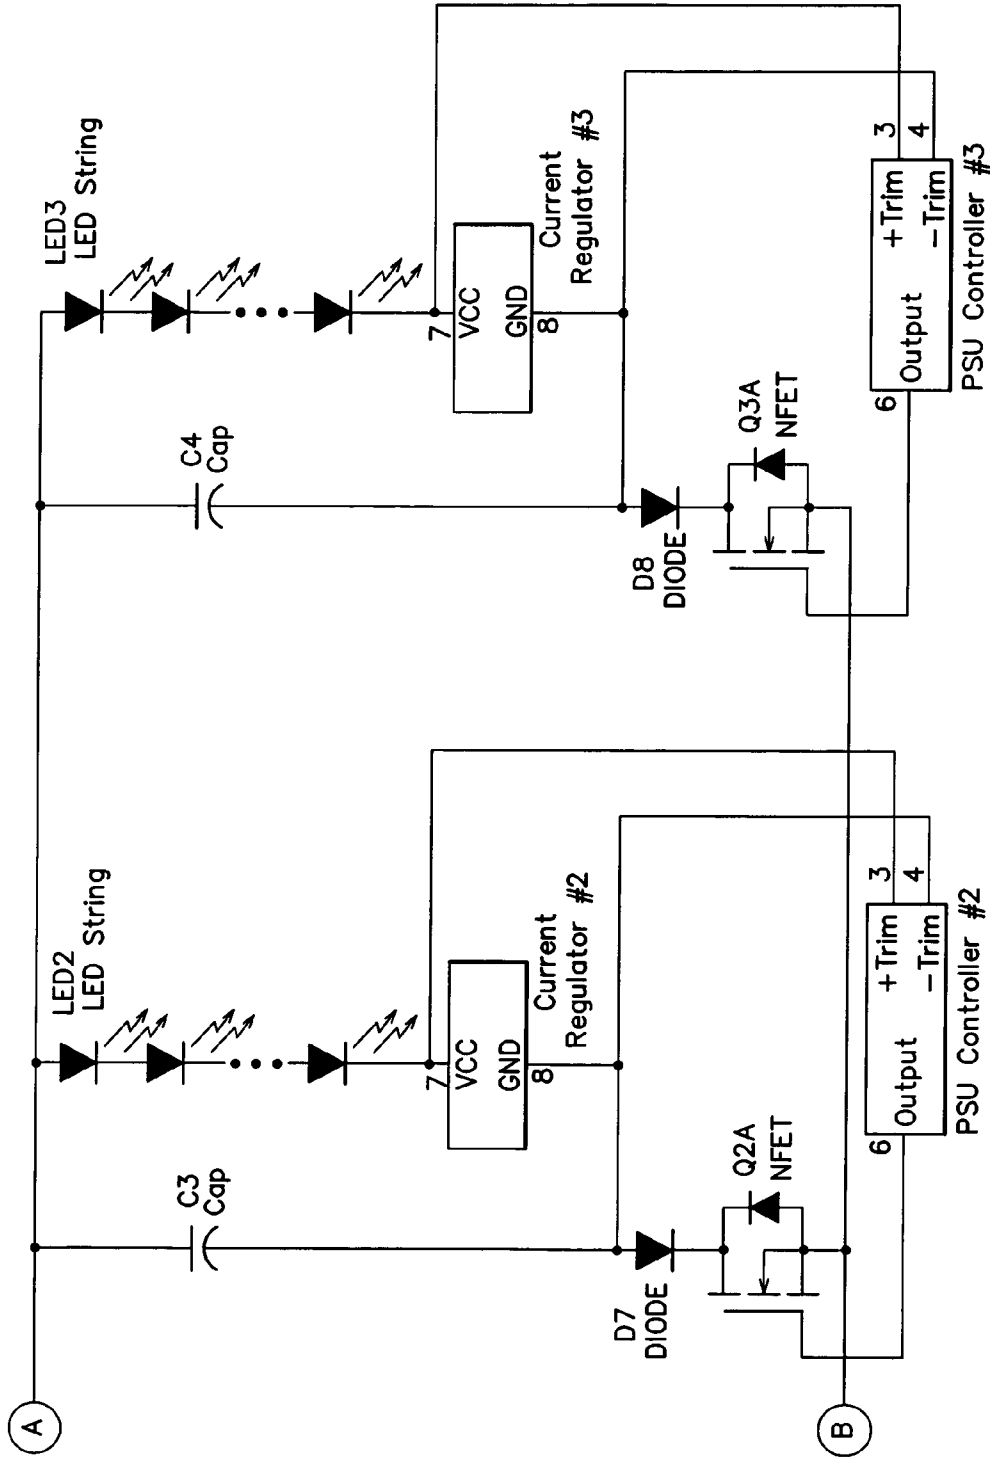 A
C3
Cap
LED2
LED String
7
VCC
GND
8
Current
Regulator #2
D7
DIODE
Q2A
NFET
B
6
Output
+Trim
-Trim
3
4
PSU Controller #2
C4
Cap
LED3
LED String
7
VCC
GND
8
Current
Regulator #3
D8
DIODE
Q3A
NFET
6
Output
+Trim
-Trim
3
4
PSU Controller #3